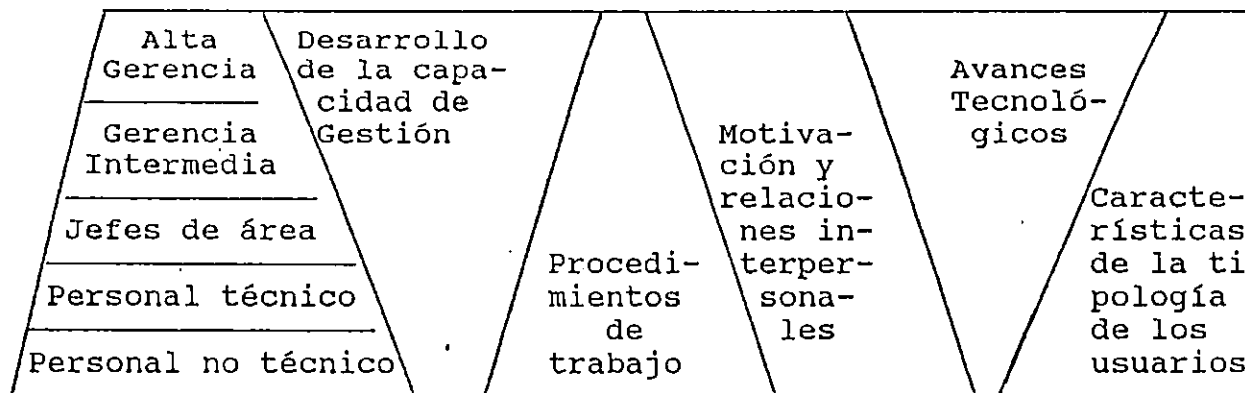 Alta
Gerencia
Gerencia
Intermedia
Jefes de área
Personal técnico
Personal no técnico
Desarrollo
de la capa-
cidad de
Gestión
Procedi-
mientos
de
trabajo
Motiva-
ción y
relacio-
nes in-
terper-
sona-
les
Avances
Tecnoló-
gicos
Caracte-
rísticas
de la ti
pología
de los
usuarios